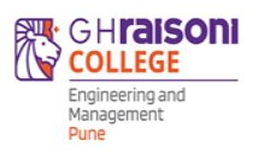 GHRAISONI
COLLEGE
Engineering and
Management
Pune